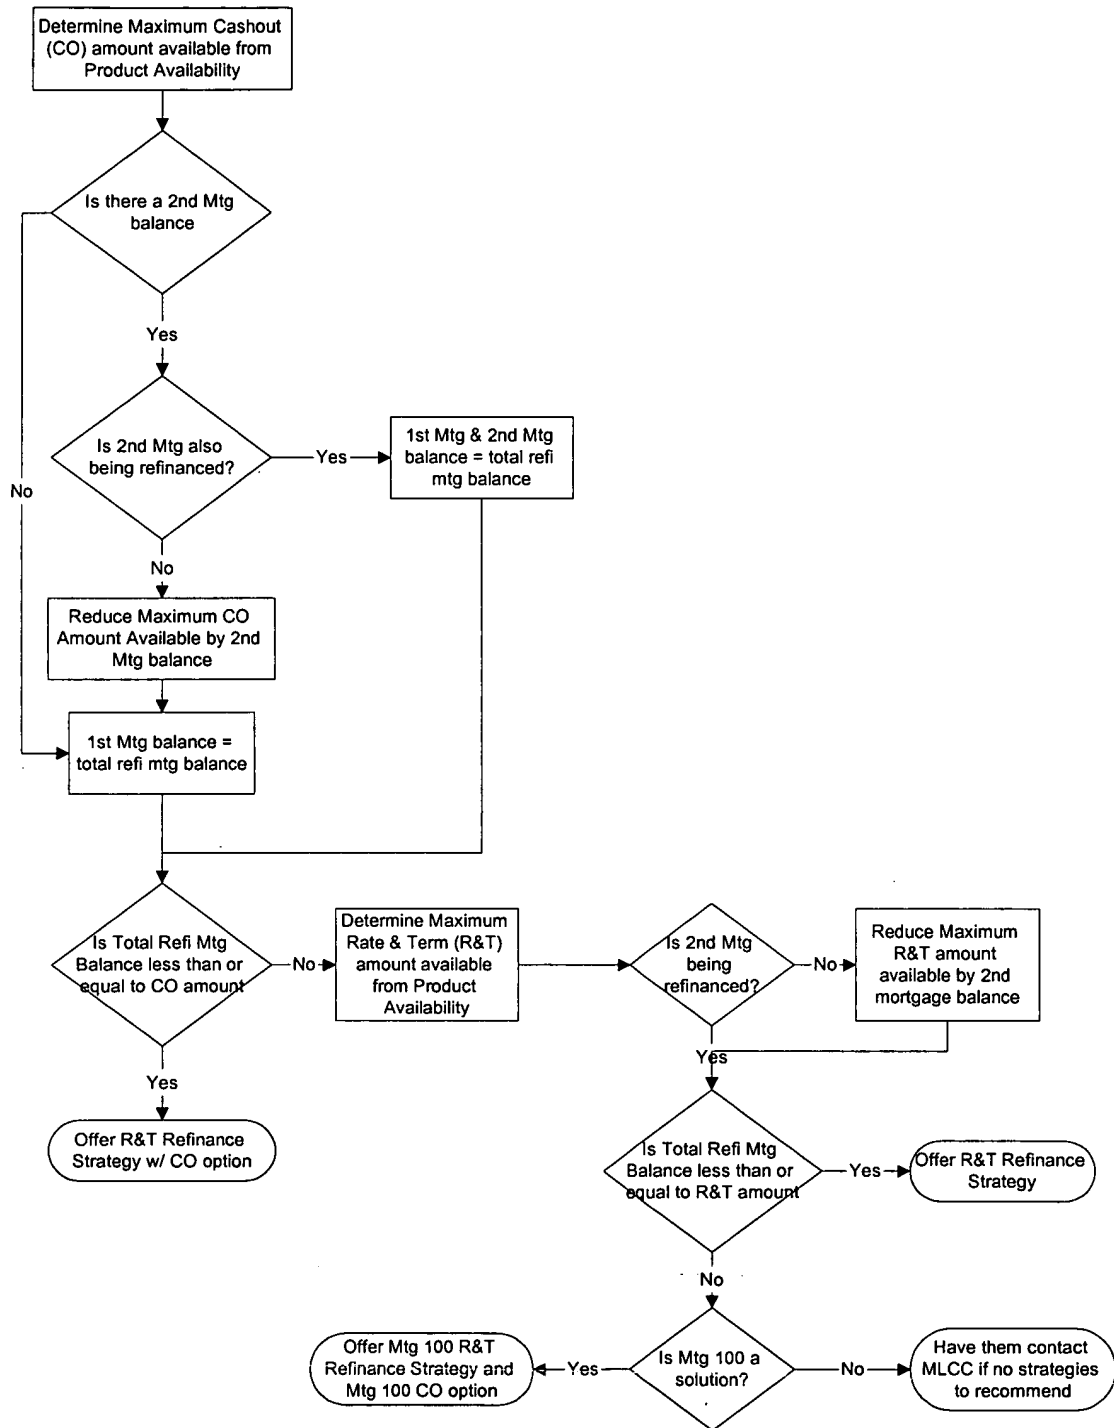 Determine Maximum Cashout
(CO) amount available from
Product Availability
Is there a 2nd Mtg
balance
Yes
No
Is 2nd Mtg also
being refinanced?
Yes
1st Mtg & 2nd Mtg
balance = total refi
mtg balance
No
Reduce Maximum CO
Amount Available by 2nd
Mtg balance
1st Mtg balance =
total refi mtg balance
Is Total Refi Mtg
Balance less than or
equal to CO amount
No
Determine Maximum
Rate & Term (R&T)
amount available
from Product
Availability
Is 2nd Mtg
being
refinanced?
No
Reduce Maximum
R&T amount
available by 2nd
mortgage balance
Yes
Yes
Offer R&T Refinance
Strategy w/ CO option
Is Total Refi Mtg
Balance less than or
equal to R&T amount
Yes
Offer R&T Refinance
Strategy
No
Is Mtg 100 a
solution?
Yes
Offer Mtg 100 R&T
Refinance Strategy and
Mtg 100 CO option
No
Have them contact
MLCC if no strategies
to recommend